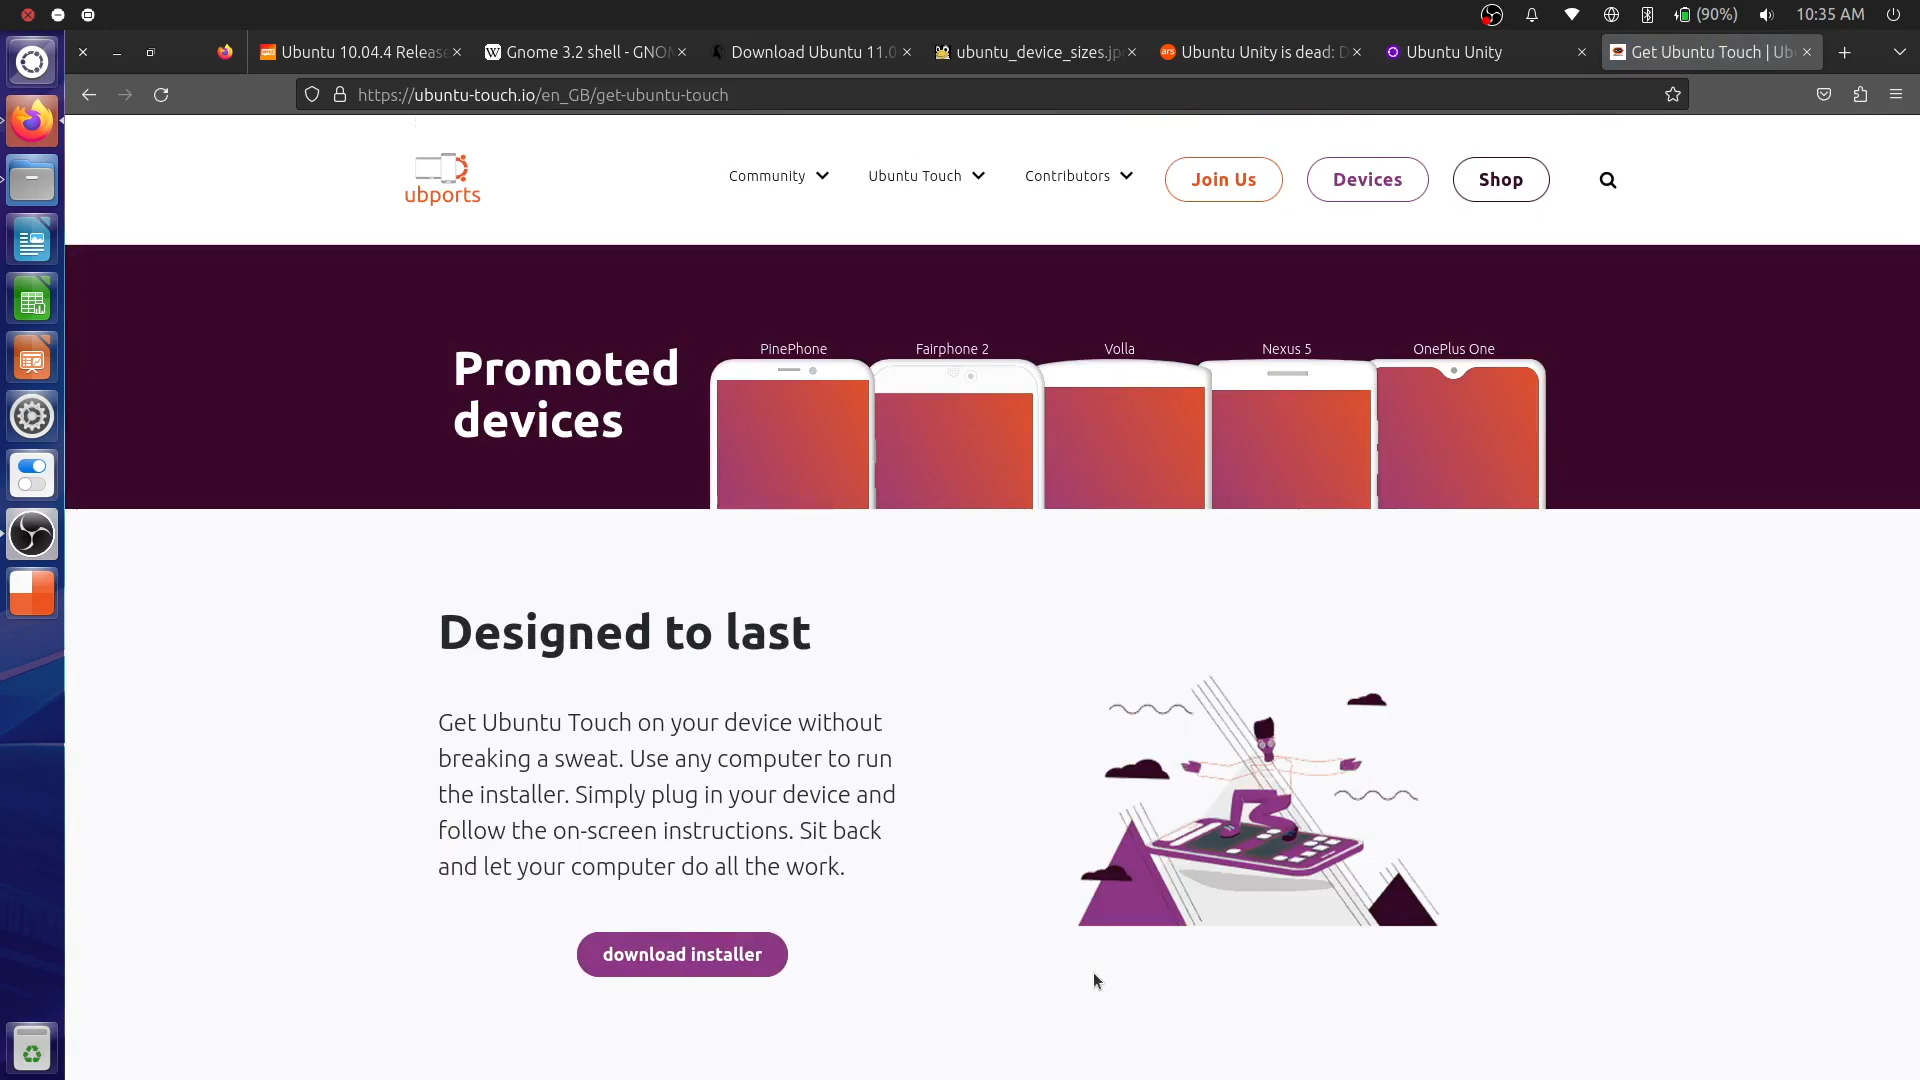 (90%)
10:35 AM
Ubuntu 10.04.4 Release
Gnome 3.2 shell - GNOM
Download Ubuntu 11.0
ubuntu_device_sizes.jp
Ubuntu Unity is dead: D
Ubuntu Unity
Get Ubuntu Touch | Ub
https://ubuntu-touch.io/en_GB/get-ubuntu-touch
ubports
Community
Ubuntu Touch
Contributors
Join Us
Devices
Shop
Promoted
devices
PinePhone
Fairphone 2
Volla
Nexus 5
OnePlus One
Designed to last
Get Ubuntu Touch on your device without
breaking a sweat. Use any computer to run
the installer. Simply plug in your device and
follow the on-screen instructions. Sit back
and let your computer do all the work.
download installer